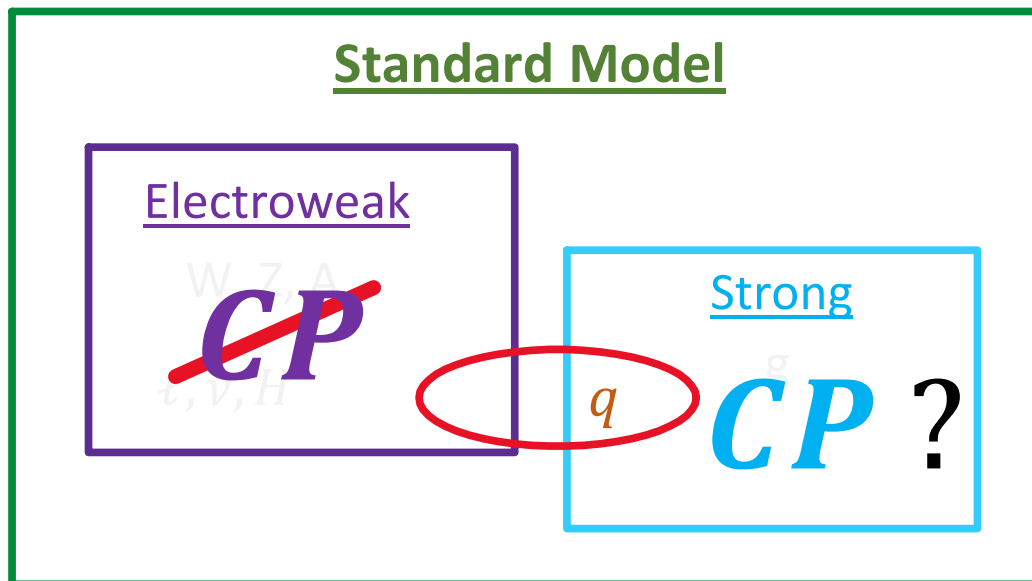 Standard Model
Electroweak
W, Z, A
CP
ℓ, ν, H
Strong
g
q
CP ?